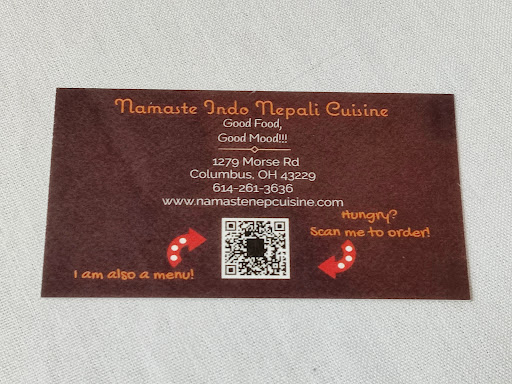 Namaste Indo Nepali Cuisine
Good Food,
Good Mood!!!
1279 Morse Rd
Columbus, OH 43229
614-261-3636
www.namastenepcuisine.com
Hungry?
Scan me to order!
I am also a menu!